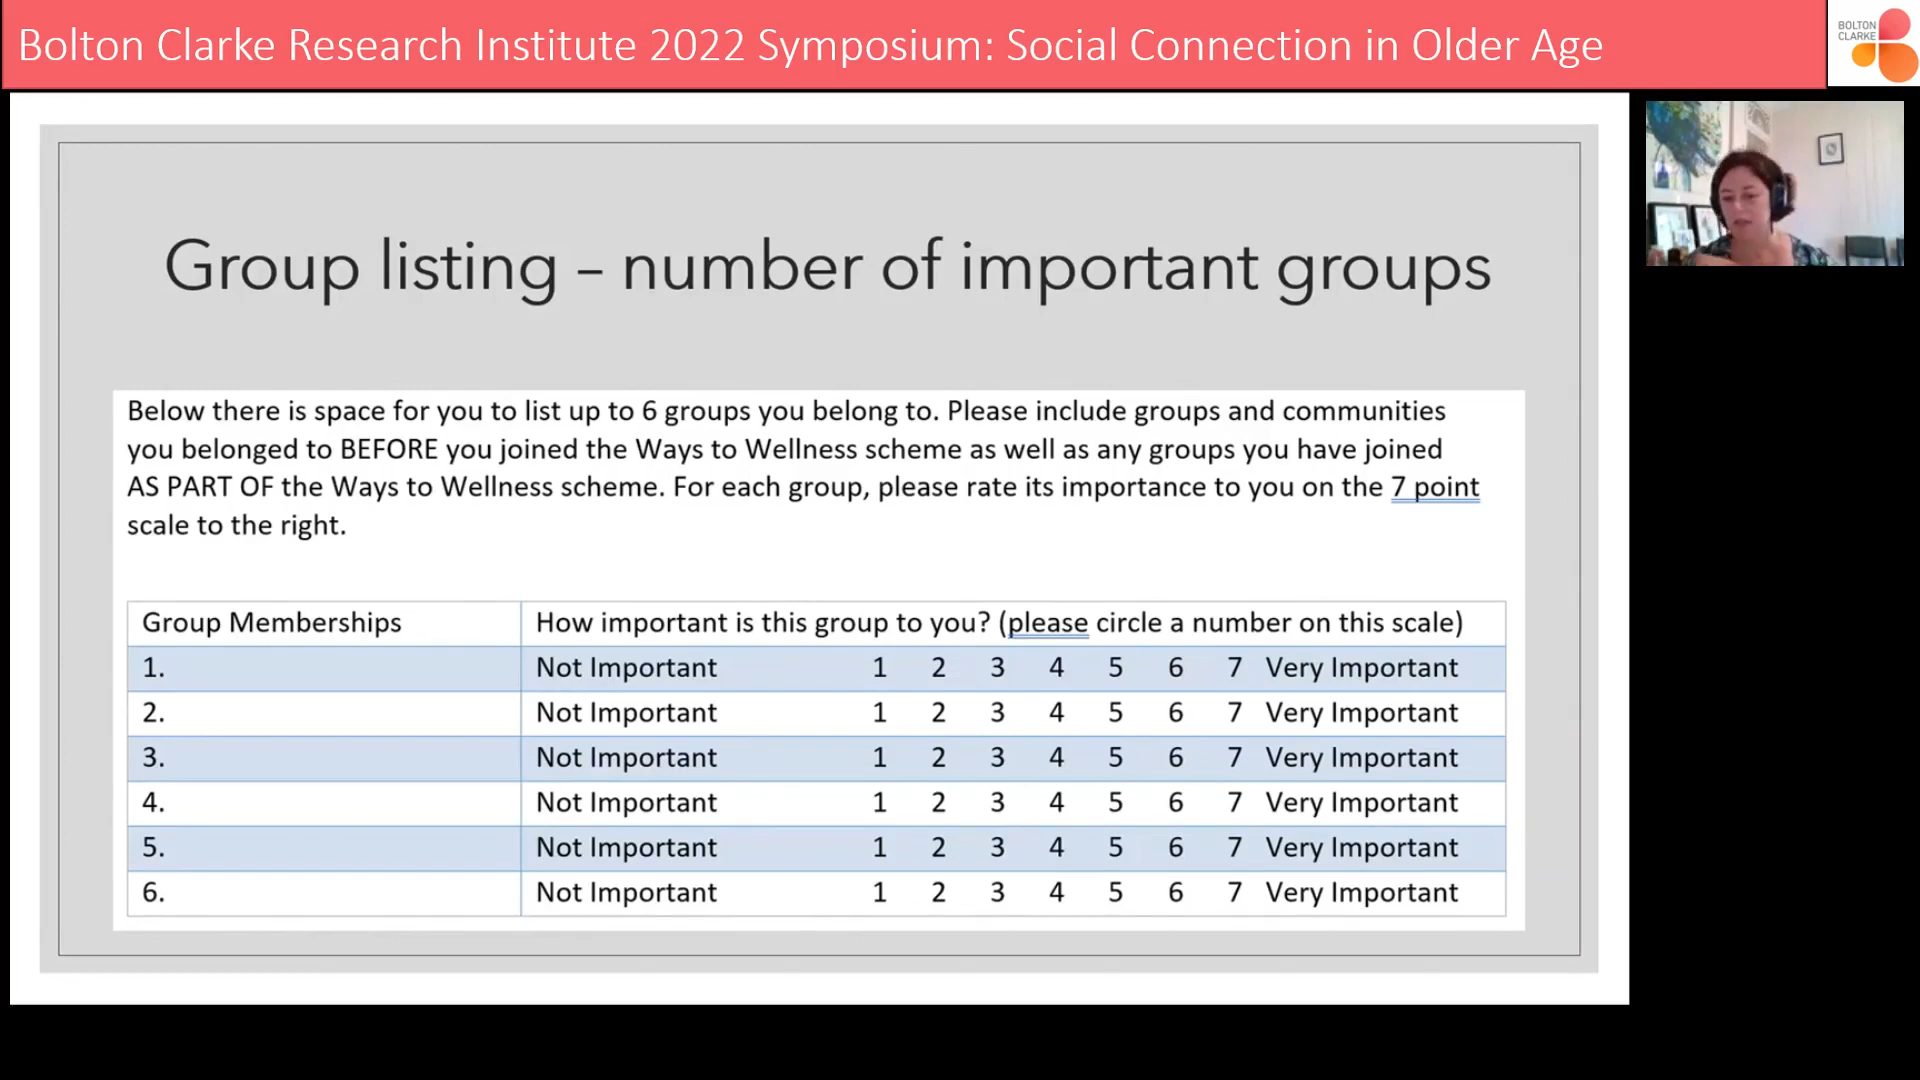 Bolton Clarke Research Institute 2022 Symposium: Social Connection in Older Age
BOLTON
CLARKE
Group listing – number of important groups
Below there is space for you to list up to 6 groups you belong to. Please include groups and communities
you belonged to BEFORE you joined the Ways to Wellness scheme as well as any groups you have joined
AS PART OF the Ways to Wellness scheme. For each group, please rate its importance to you on the 7 point
scale to the right.
Group Memberships How important is this group to you? (please circle a number on this scale)
1. Not Important 1 2 3 4 5 6 7 Very Important
2. Not Important 1 2 3 4 5 6 7 Very Important
3. Not Important 1 2 3 4 5 6 7 Very Important
4. Not Important 1 2 3 4 5 6 7 Very Important
5. Not Important 1 2 3 4 5 6 7 Very Important
6. Not Important 1 2 3 4 5 6 7 Very Important